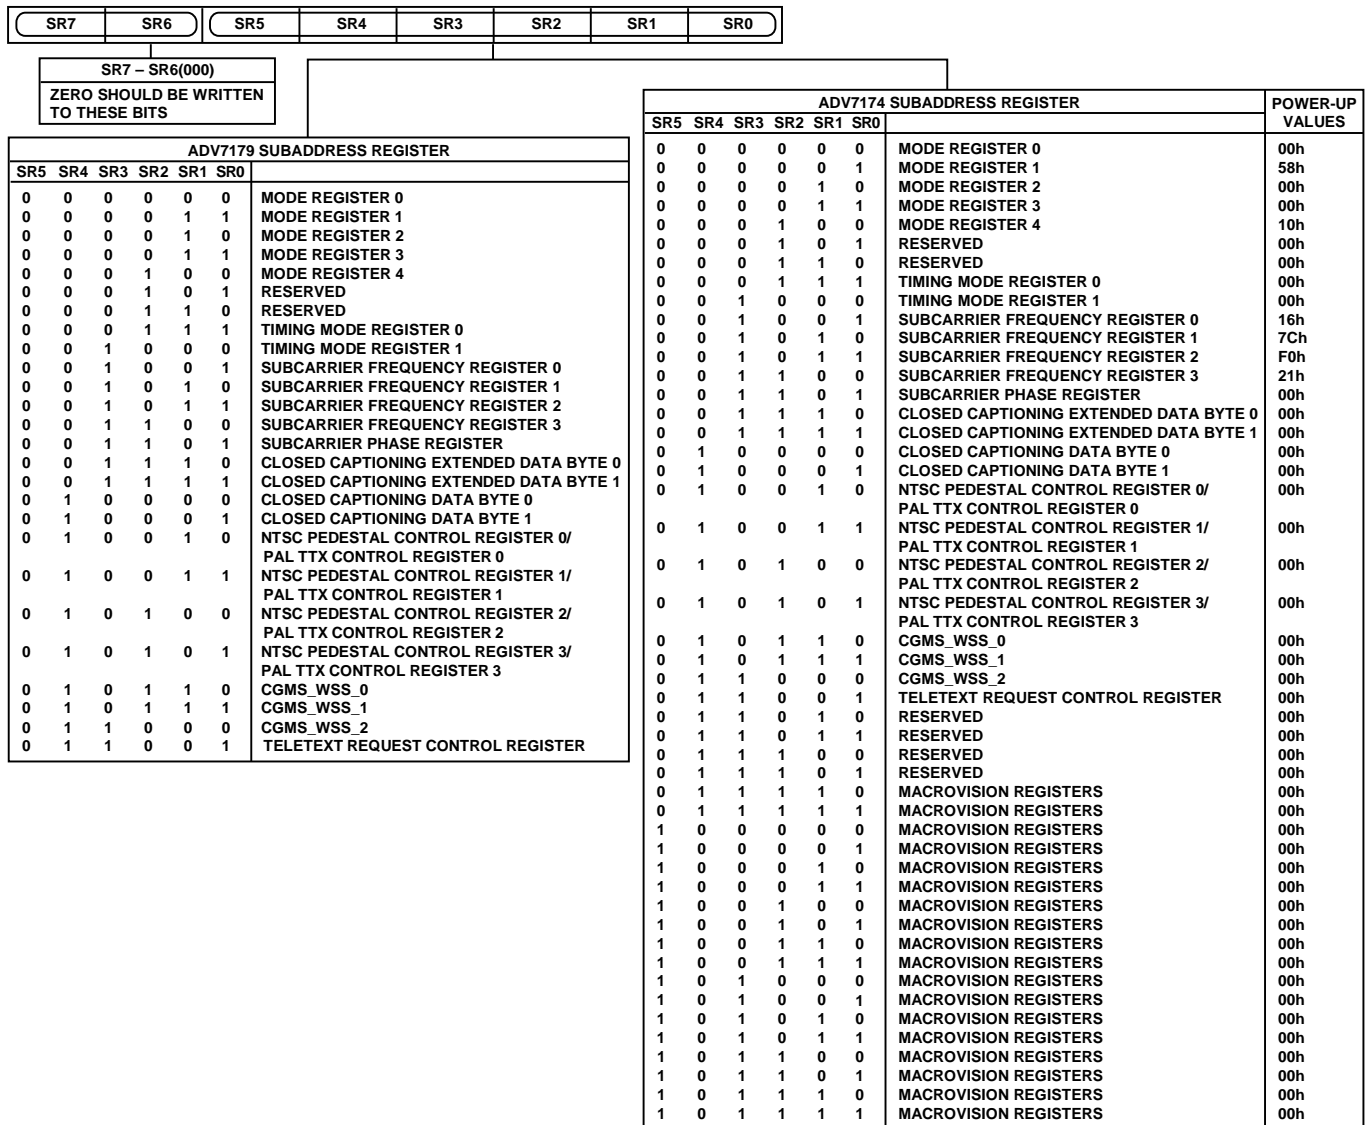 SR7 SR6 SR5 SR4 SR3 SR2 SR1 SR0
SR7 – SR6(000)
ZERO SHOULD BE WRITTEN
TO THESE BITS
ADV7179 SUBADDRESS REGISTER
SR5 SR4 SR3 SR2 SR1 SR0
0 0 0 0 0 0 MODE REGISTER 0
0 0 0 0 1 1 MODE REGISTER 1
0 0 0 0 1 0 MODE REGISTER 2
0 0 0 0 1 1 MODE REGISTER 3
0 0 0 1 0 0 MODE REGISTER 4
0 0 0 1 0 1 RESERVED
0 0 0 1 1 0 RESERVED
0 0 0 1 1 1 TIMING MODE REGISTER 0
0 0 1 0 0 0 TIMING MODE REGISTER 1
0 0 1 0 0 1 SUBCARRIER FREQUENCY REGISTER 0
0 0 1 0 1 0 SUBCARRIER FREQUENCY REGISTER 1
0 0 1 0 1 1 SUBCARRIER FREQUENCY REGISTER 2
0 0 1 1 0 0 SUBCARRIER FREQUENCY REGISTER 3
0 0 1 1 0 1 SUBCARRIER PHASE REGISTER
0 0 1 1 1 0 CLOSED CAPTIONING EXTENDED DATA BYTE 0
0 0 1 1 1 1 CLOSED CAPTIONING EXTENDED DATA BYTE 1
0 1 0 0 0 0 CLOSED CAPTIONING DATA BYTE 0
0 1 0 0 0 1 CLOSED CAPTIONING DATA BYTE 1
0 1 0 0 1 0 NTSC PEDESTAL CONTROL REGISTER 0/
PAL TTX CONTROL REGISTER 0
0 1 0 0 1 1 NTSC PEDESTAL CONTROL REGISTER 1/
PAL TTX CONTROL REGISTER 1
0 1 0 1 0 0 NTSC PEDESTAL CONTROL REGISTER 2/
PAL TTX CONTROL REGISTER 2
0 1 0 1 0 1 NTSC PEDESTAL CONTROL REGISTER 3/
PAL TTX CONTROL REGISTER 3
0 1 0 1 1 0 CGMS_WSS_0
0 1 0 1 1 1 CGMS_WSS_1
0 1 1 0 0 0 CGMS_WSS_2
0 1 1 0 0 1 TELETEXT REQUEST CONTROL REGISTER
ADV7174 SUBADDRESS REGISTER POWER-UP
SR5 SR4 SR3 SR2 SR1 SR0 VALUES
0 0 0 0 0 0 MODE REGISTER 0 00h
0 0 0 0 0 1 MODE REGISTER 1 58h
0 0 0 0 1 0 MODE REGISTER 2 00h
0 0 0 0 1 1 MODE REGISTER 3 00h
0 0 0 1 0 0 MODE REGISTER 4 10h
0 0 0 1 0 1 RESERVED 00h
0 0 0 1 1 0 RESERVED 00h
0 0 0 1 1 1 TIMING MODE REGISTER 0 00h
0 0 1 0 0 0 TIMING MODE REGISTER 1 00h
0 0 1 0 0 1 SUBCARRIER FREQUENCY REGISTER 0 16h
0 0 1 0 1 0 SUBCARRIER FREQUENCY REGISTER 1 7Ch
0 0 1 0 1 1 SUBCARRIER FREQUENCY REGISTER 2 F0h
0 0 1 1 0 0 SUBCARRIER FREQUENCY REGISTER 3 21h
0 0 1 1 0 1 SUBCARRIER PHASE REGISTER 00h
0 0 1 1 1 0 CLOSED CAPTIONING EXTENDED DATA BYTE 0 00h
0 0 1 1 1 1 CLOSED CAPTIONING EXTENDED DATA BYTE 1 00h
0 1 0 0 0 0 CLOSED CAPTIONING DATA BYTE 0 00h
0 1 0 0 0 1 CLOSED CAPTIONING DATA BYTE 1 00h
0 1 0 0 1 0 NTSC PEDESTAL CONTROL REGISTER 0/ 00h
PAL TTX CONTROL REGISTER 0
0 1 0 0 1 1 NTSC PEDESTAL CONTROL REGISTER 1/ 00h
PAL TTX CONTROL REGISTER 1
0 1 0 1 0 0 NTSC PEDESTAL CONTROL REGISTER 2/ 00h
PAL TTX CONTROL REGISTER 2
0 1 0 1 0 1 NTSC PEDESTAL CONTROL REGISTER 3/ 00h
PAL TTX CONTROL REGISTER 3
0 1 0 1 1 0 CGMS_WSS_0 00h
0 1 0 1 1 1 CGMS_WSS_1 00h
0 1 1 0 0 0 CGMS_WSS_2 00h
0 1 1 0 0 1 TELETEXT REQUEST CONTROL REGISTER 00h
0 1 1 0 1 0 RESERVED 00h
0 1 1 0 1 1 RESERVED 00h
0 1 1 1 0 0 RESERVED 00h
0 1 1 1 0 1 RESERVED 00h
0 1 1 1 1 0 MACROVISION REGISTERS 00h
0 1 1 1 1 1 MACROVISION REGISTERS 00h
1 0 0 0 0 0 MACROVISION REGISTERS 00h
1 0 0 0 0 1 MACROVISION REGISTERS 00h
1 0 0 0 1 0 MACROVISION REGISTERS 00h
1 0 0 0 1 1 MACROVISION REGISTERS 00h
1 0 0 1 0 0 MACROVISION REGISTERS 00h
1 0 0 1 0 1 MACROVISION REGISTERS 00h
1 0 0 1 1 0 MACROVISION REGISTERS 00h
1 0 0 1 1 1 MACROVISION REGISTERS 00h
1 0 1 0 0 0 MACROVISION REGISTERS 00h
1 0 1 0 0 1 MACROVISION REGISTERS 00h
1 0 1 0 1 0 MACROVISION REGISTERS 00h
1 0 1 0 1 1 MACROVISION REGISTERS 00h
1 0 1 1 0 0 MACROVISION REGISTERS 00h
1 0 1 1 0 1 MACROVISION REGISTERS 00h
1 0 1 1 1 0 MACROVISION REGISTERS 00h
1 0 1 1 1 1 MACROVISION REGISTERS 00h